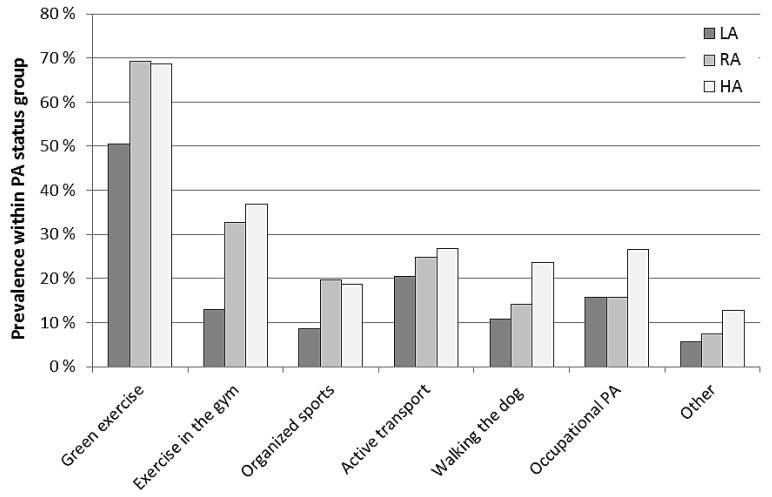 80 %
70 %
60 %
50 %
40 %
30 %
20 %
10 %
0 %
Prevalence within PA status group
LA
RA
HA
Green exercise
Exercise in the gym
Organized sports
Active transport
Walking the dog
Occupational PA
Other